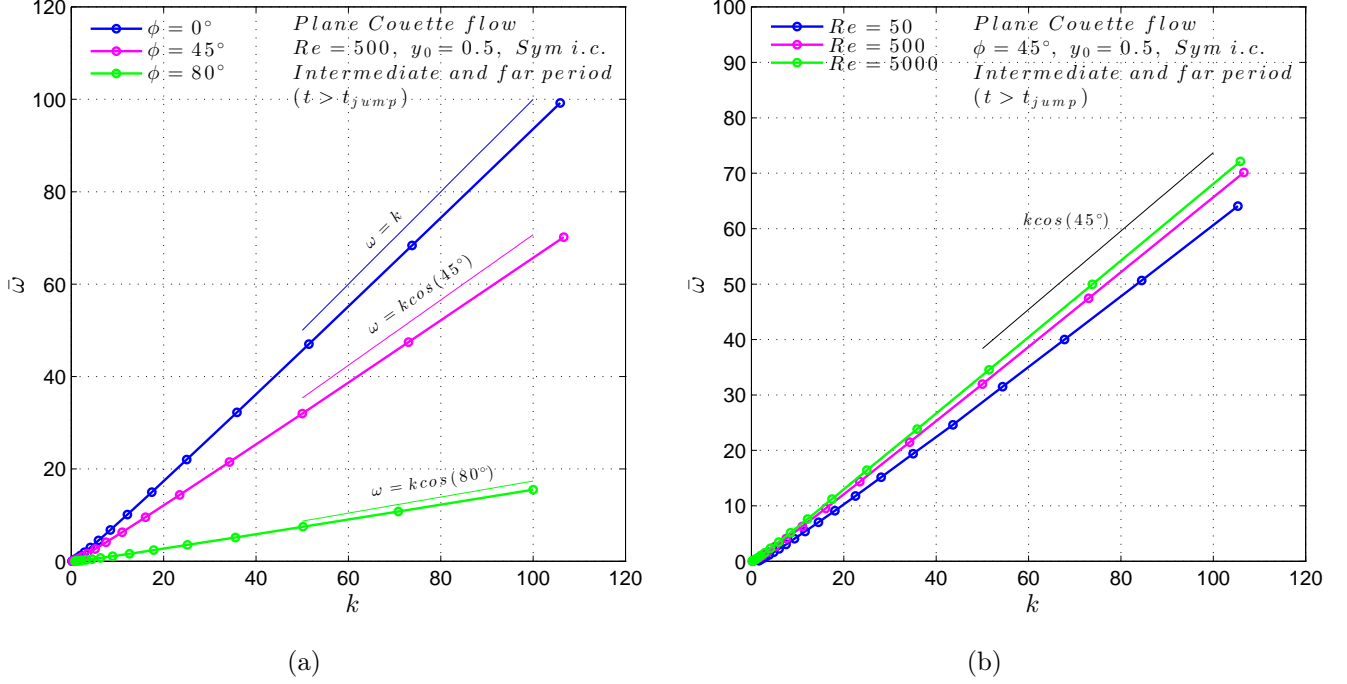 φ = 0°
φ = 45°
φ = 80°
Plane Couette flow
Re = 500, y₀ = 0.5, Sym i.c.
Intermediate and far period
(t > t_jump)
ω = k
ω = kcos(45°)
ω = kcos(80°)
ω̄
120
100
80
60
40
20
0
0 20 40 60 80 100 120
k
(a)
Re = 50
Re = 500
Re = 5000
Plane Couette flow
φ = 45°, y₀ = 0.5, Sym i.c.
Intermediate and far period
(t > t_jump)
kcos(45°)
ω̄
100
90
80
70
60
50
40
30
20
10
0
0 20 40 60 80 100 120
k
(b)